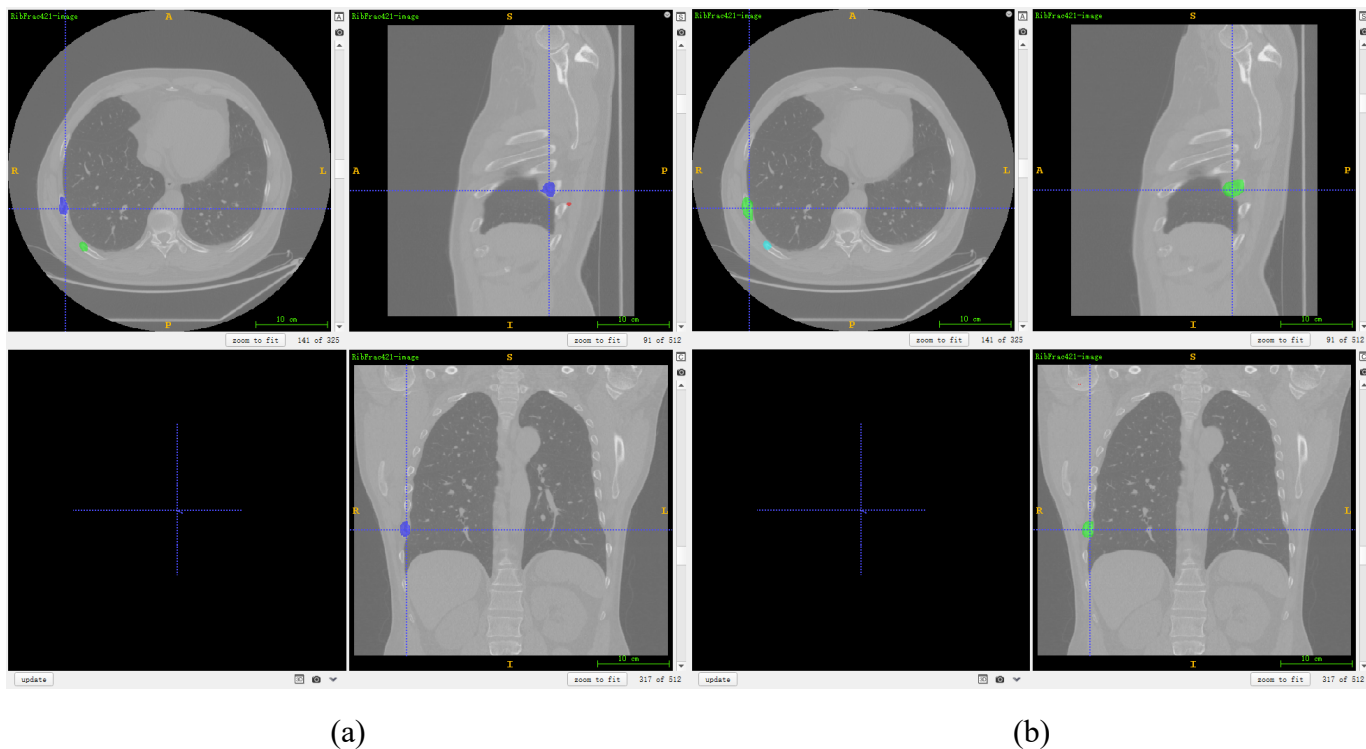 RibFrac421-image
A
R
L
P
10 cm
A
zoom to fit
141 of 325
RibFrac421-image
S
A
P
I
10 cm
S
zoom to fit
91 of 512
update
3D
RibFrac421-image
S
R
L
I
10 cm
C
zoom to fit
317 of 512
(a)
RibFrac421-image
A
R
L
P
10 cm
A
zoom to fit
141 of 325
RibFrac421-image
S
A
P
I
10 cm
S
zoom to fit
91 of 512
update
3D
RibFrac421-image
S
R
L
I
10 cm
C
zoom to fit
317 of 512
(b)